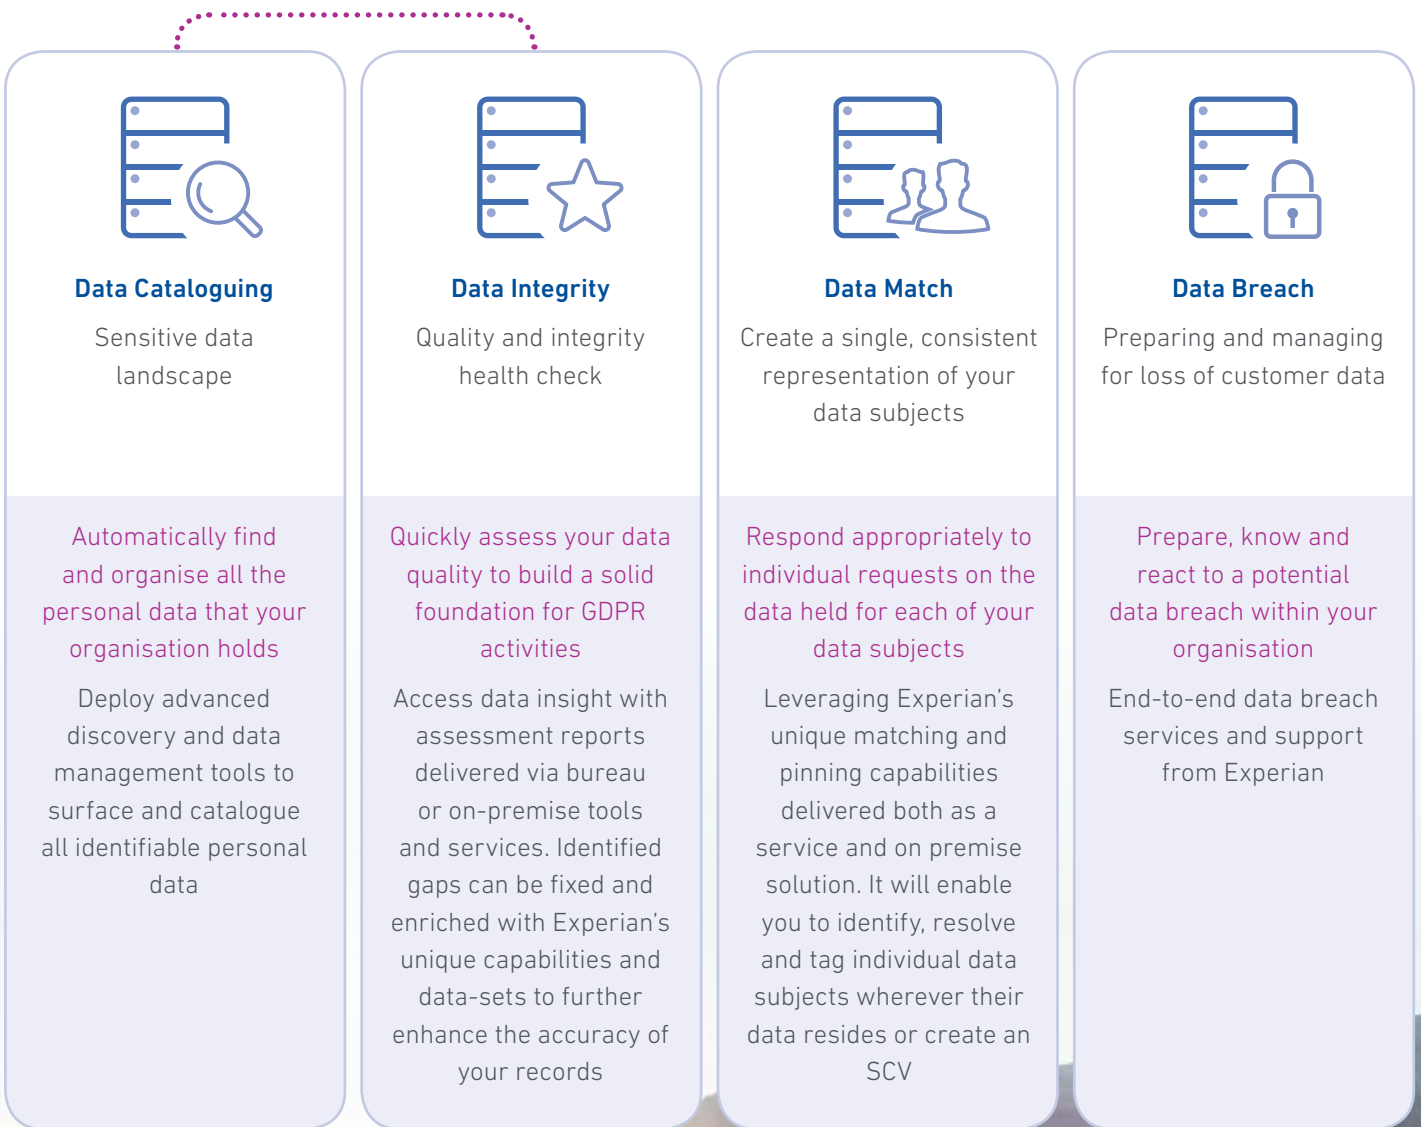 Data Cataloguing
Sensitive data
landscape
Automatically find
and organise all the
personal data that your
organisation holds
Deploy advanced
discovery and data
management tools to
surface and catalogue
all identifiable personal
data
Data Integrity
Quality and integrity
health check
Quickly assess your data
quality to build a solid
foundation for GDPR
activities
Access data insight with
assessment reports
delivered via bureau
or on-premise tools
and services. Identified
gaps can be fixed and
enriched with Experian's
unique capabilities and
data-sets to further
enhance the accuracy of
your records
Data Match
Create a single, consistent
representation of your
data subjects
Respond appropriately to
individual requests on the
data held for each of your
data subjects
Leveraging Experian's
unique matching and
pinning capabilities
delivered both as a
service and on premise
solution. It will enable
you to identify, resolve
and tag individual data
subjects wherever their
data resides or create an
SCV
Data Breach
Preparing and managing
for loss of customer data
Prepare, know and
react to a potential
data breach within your
organisation
End-to-end data breach
services and support
from Experian